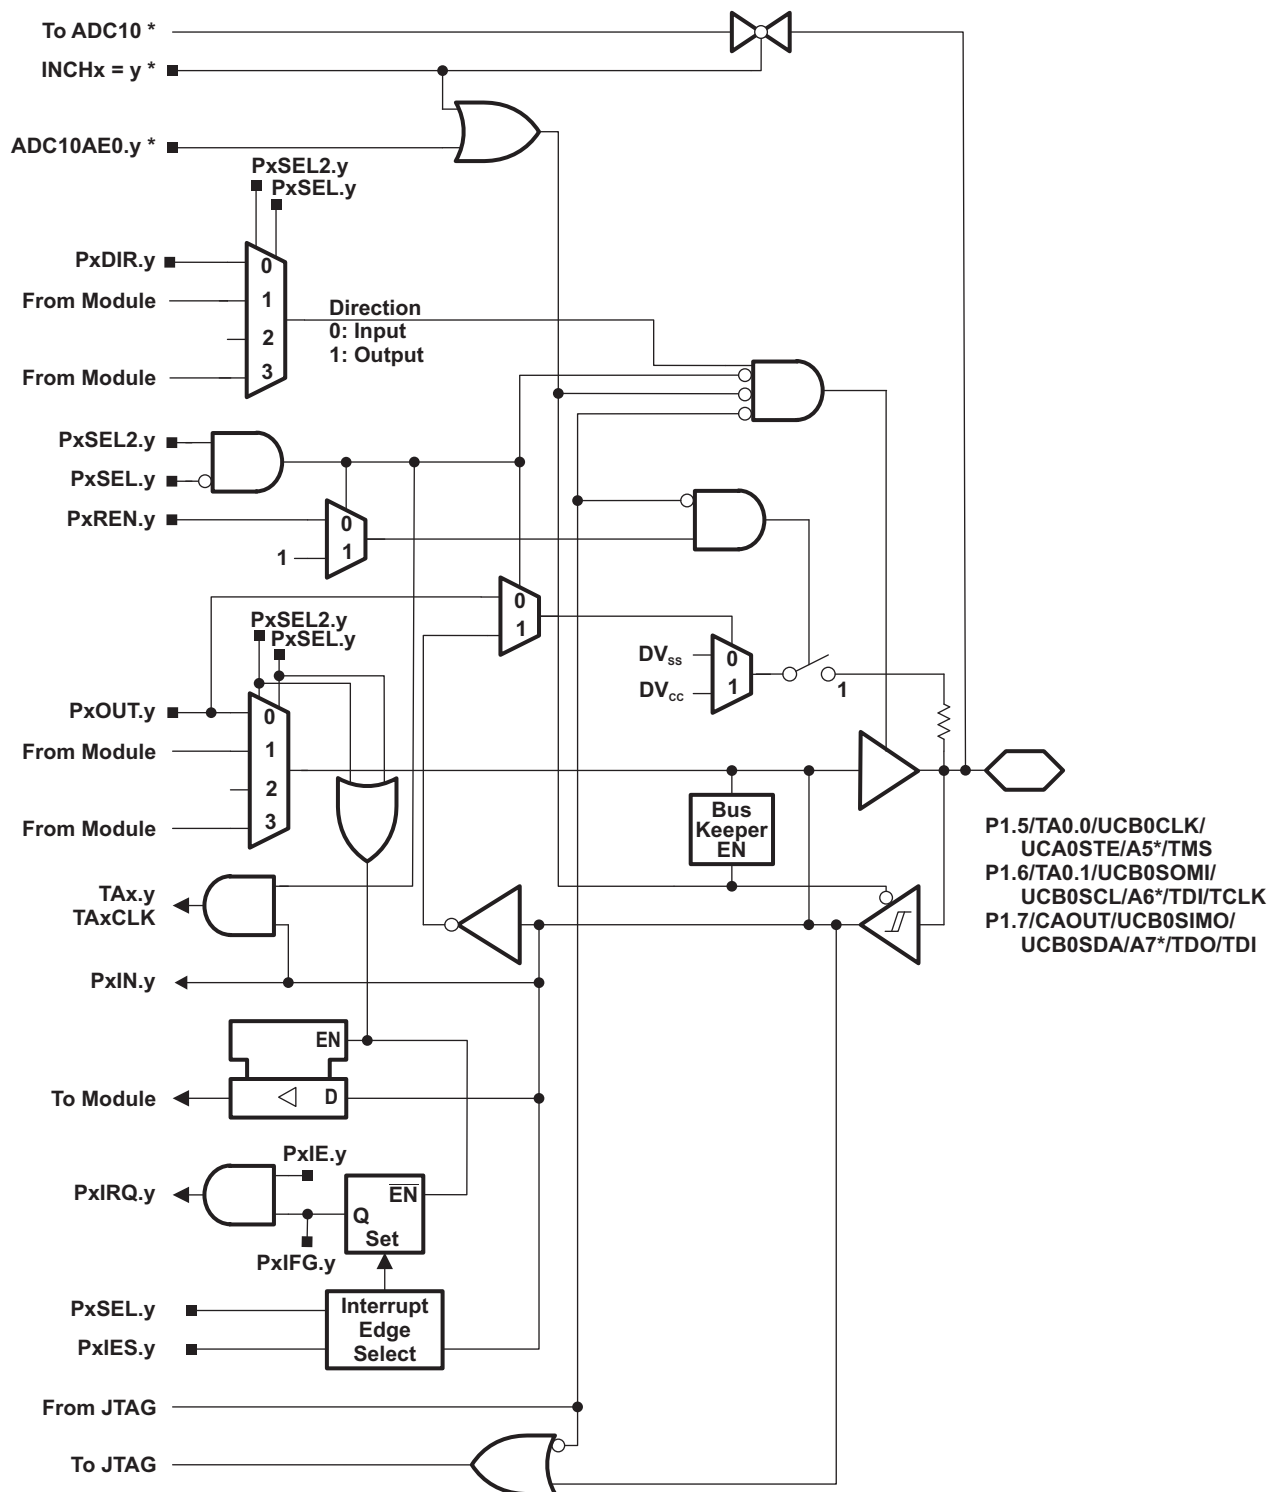 To ADC10 *
INCHx = y *
ADC10AE0.y *
PxSEL2.y
PxSEL.y
PxDIR.y
0
From Module
1
2
From Module
3
Direction
0: Input
1: Output
PxSEL2.y
PxSEL.y
PxREN.y
0
1
1
0
1
PxSEL2.y
PxSEL.y
DVss
0
DVcc
1
1
PxOUT.y
0
From Module
1
2
From Module
3
Bus
Keeper
EN
P1.5/TA0.0/UCB0CLK/
UCA0STE/A5*/TMS
P1.6/TA0.1/UCB0SOMI/
UCB0SCL/A6*/TDI/TCLK
P1.7/CAOUT/UCB0SIMO/
UCB0SDA/A7*/TDO/TDI
TAx.y
TAxCLK
PxIN.y
EN
To Module
D
PxIE.y
PxIRQ.y
EN
Q
Set
PxIFG.y
PxSEL.y
PxIES.y
Interrupt
Edge
Select
From JTAG
To JTAG